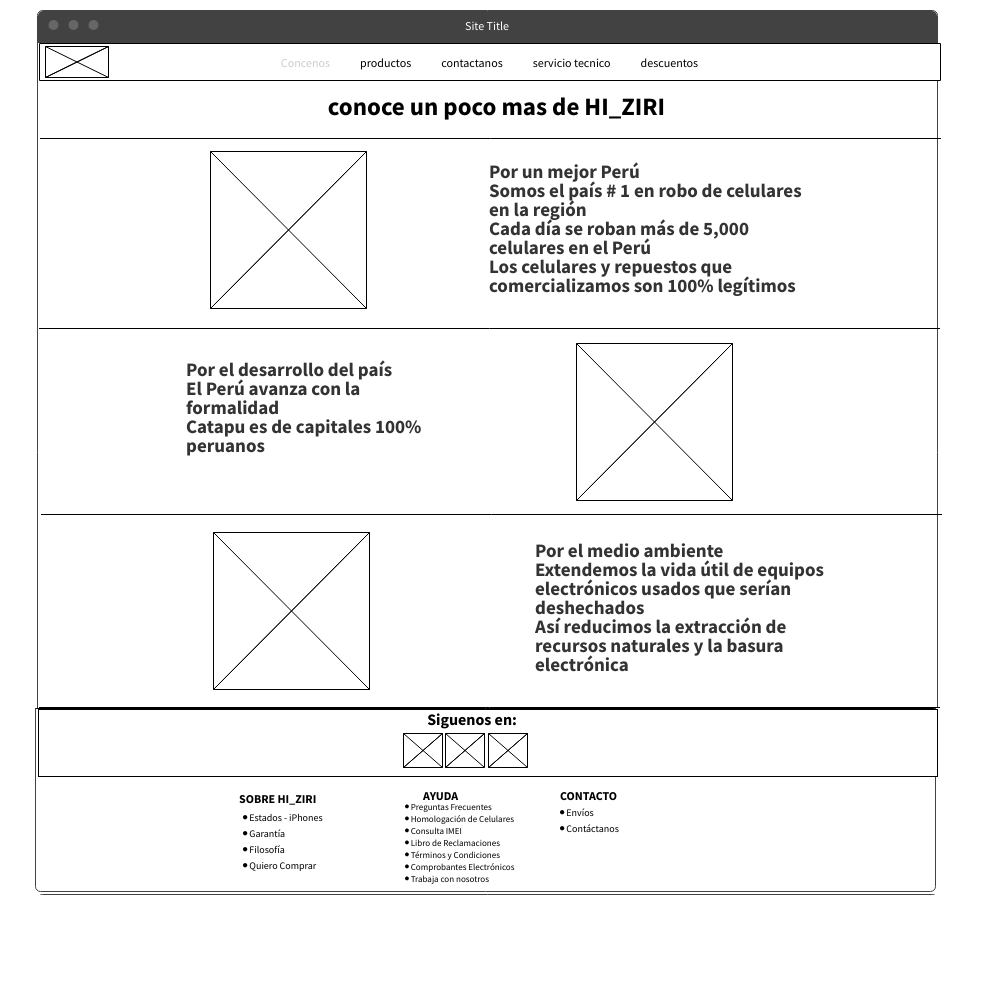 Site Title
Concenos productos contactanos servicio tecnico descuentos
conoce un poco mas de HI_ZIRI
Por un mejor Perú
Somos el país # 1 en robo de celulares
en la región
Cada día se roban más de 5,000
celulares en el Perú
Los celulares y repuestos que
comercializamos son 100% legítimos
Por el desarrollo del país
El Perú avanza con la
formalidad
Catapu es de capitales 100%
peruanos
Por el medio ambiente
Extendemos la vida útil de equipos
electrónicos usados que serían
deshechados
Así reducimos la extracción de
recursos naturales y la basura
electrónica
Siguenos en:
SOBRE HI_ZIRI
Estados - iPhones
Garantía
Filosofía
Quiero Comprar
AYUDA
Preguntas Frecuentes
Homologación de Celulares
Consulta IMEI
Libro de Reclamaciones
Términos y Condiciones
Comprobantes Electrónicos
Trabaja con nosotros
CONTACTO
Envíos
Contáctanos